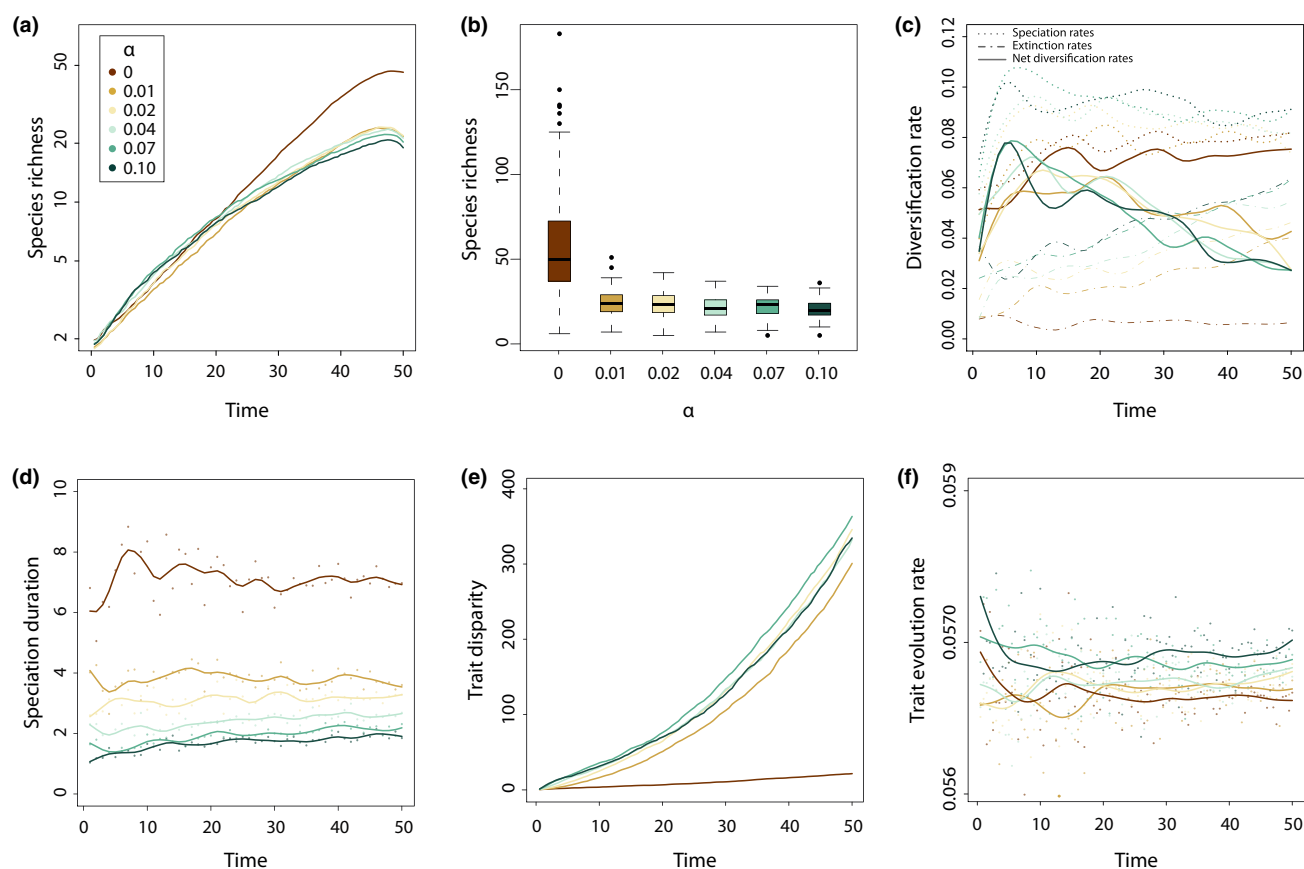 (a)
Species richness
50
20
10
5
2
α
0
0.01
0.02
0.04
0.07
0.10
0 10 20 30 40 50
Time
(b)
Species richness
150
100
50
0
0 0.01 0.02 0.04 0.07 0.10
α
(c)
Diversification rate
0.12
0.10
0.08
0.06
0.04
0.02
0.00
Speciation rates
Extinction rates
Net diversification rates
0 10 20 30 40 50
Time
(d)
Speciation duration
10
8
6
4
2
0
0 10 20 30 40 50
Time
(e)
Trait disparity
400
300
200
100
0
0 10 20 30 40 50
Time
(f)
Trait evolution rate
0.059
0.0570
0.056
0 10 20 30 40 50
Time